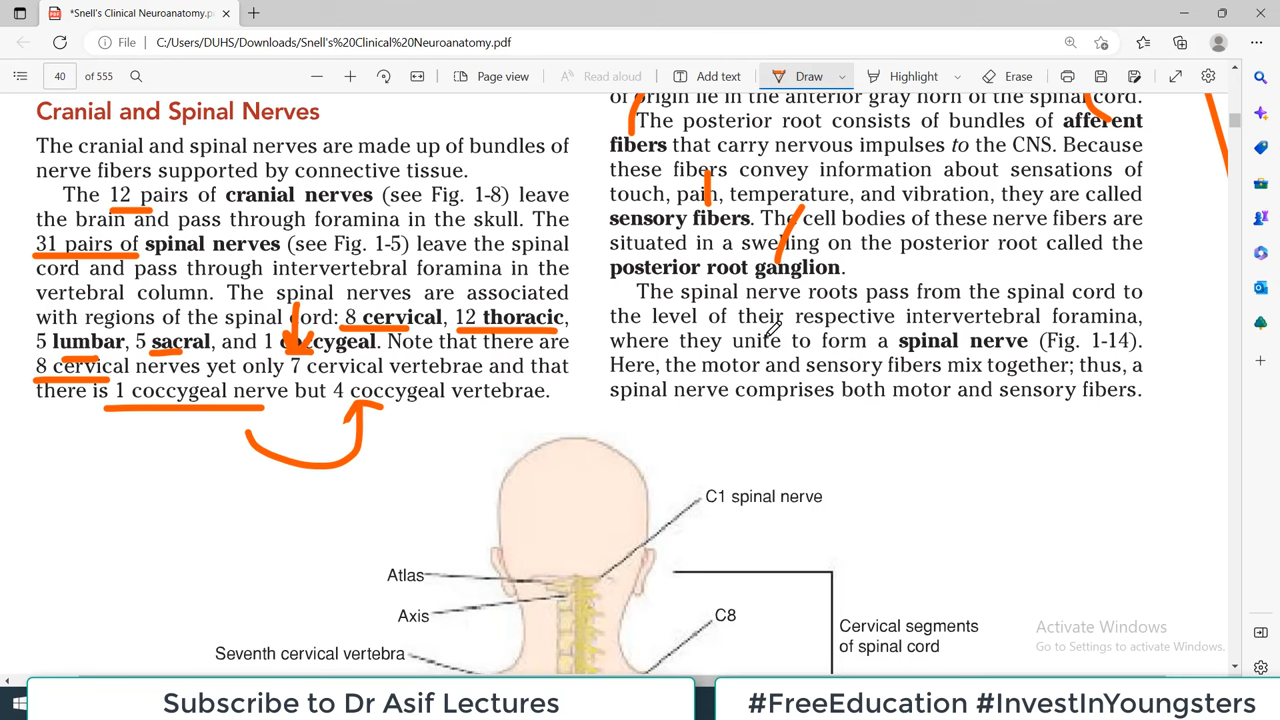 *Snell's Clinical Neuroanatomy.p
File
C:/Users/DUHS/Downloads/Snell's%20Clinical%20Neuroanatomy.pdf
40
of 555
Page view
Read aloud
Add text
Draw
Highlight
Erase
Cranial and Spinal Nerves
The cranial and spinal nerves are made up of bundles of
nerve fibers supported by connective tissue.
The 12 pairs of cranial nerves (see Fig. 1-8) leave
the brain and pass through foramina in the skull. The
31 pairs of spinal nerves (see Fig. 1-5) leave the spinal
cord and pass through intervertebral foramina in the
vertebral column. The spinal nerves are associated
with regions of the spinal cord: 8 cervical, 12 thoracic,
5 lumbar, 5 sacral, and 1 coccygeal. Note that there are
8 cervical nerves yet only 7 cervical vertebrae and that
there is 1 coccygeal nerve but 4 coccygeal vertebrae.
of origin lie in the anterior gray horn of the spinal cord.
The posterior root consists of bundles of afferent
fibers that carry nervous impulses to the CNS. Because
these fibers convey information about sensations of
touch, pain, temperature, and vibration, they are called
sensory fibers. The cell bodies of these nerve fibers are
situated in a swelling on the posterior root called the
posterior root ganglion.
The spinal nerve roots pass from the spinal cord to
the level of their respective intervertebral foramina,
where they unite to form a spinal nerve (Fig. 1-14).
Here, the motor and sensory fibers mix together; thus, a
spinal nerve comprises both motor and sensory fibers.
C1 spinal nerve
Atlas
Axis
C8
Cervical segments
of spinal cord
Seventh cervical vertebra
Activate Windows
Go to Settings to activate Windows.
Subscribe to Dr Asif Lectures
#FreeEducation #InvestInYoungsters